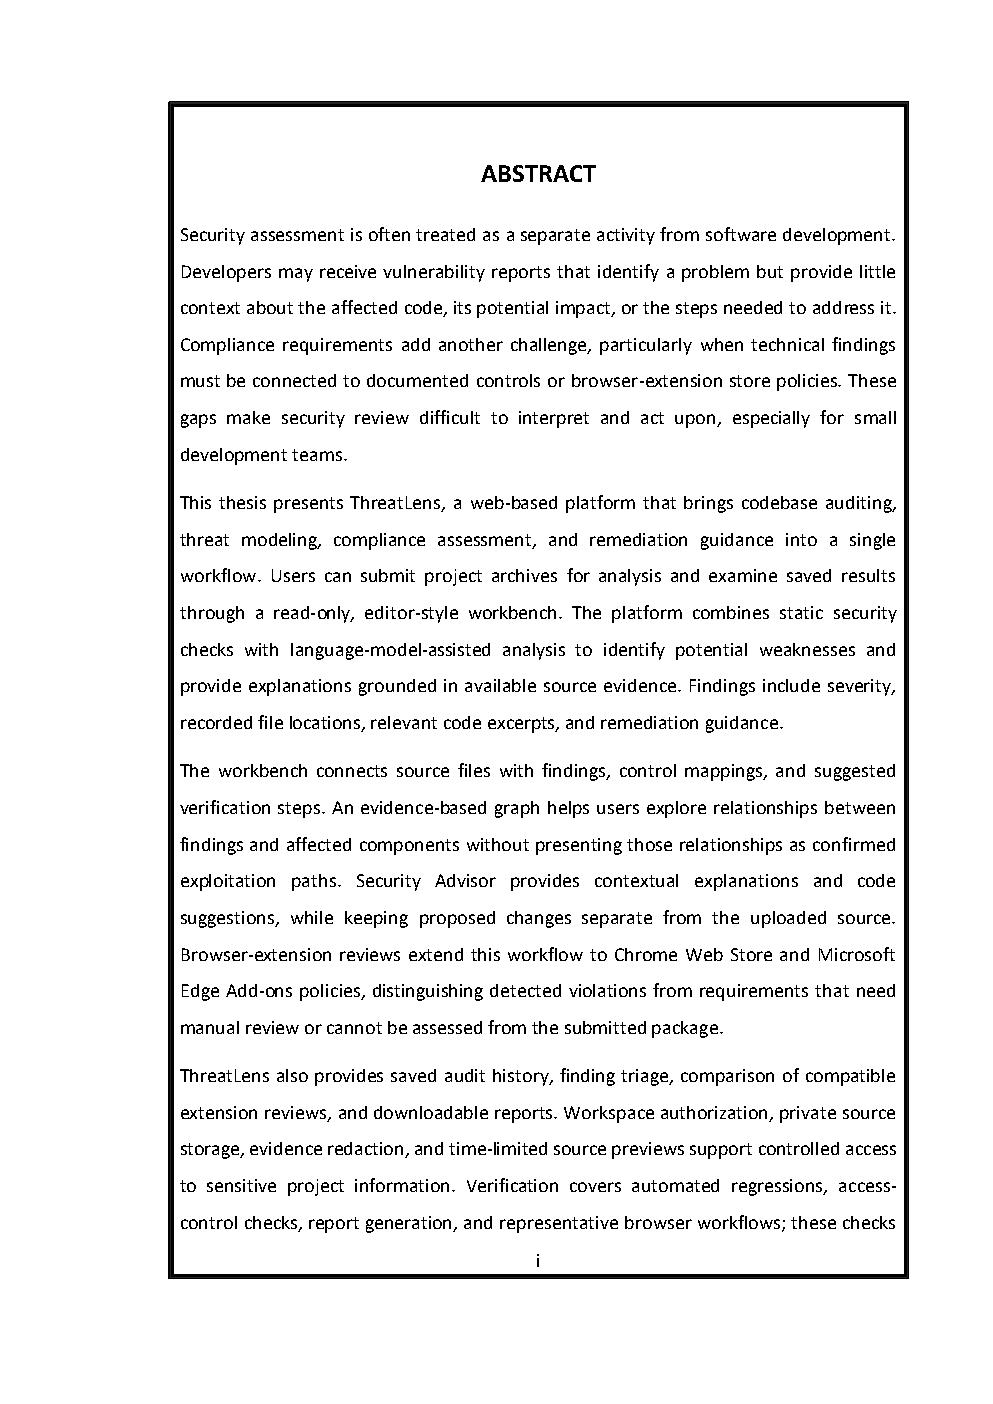 ABSTRACT
Security assessment is often treated as a separate activity from software development.
Developers may receive vulnerability reports that identify a problem but provide little
context about the affected code, its potential impact, or the steps needed to address it.
Compliance requirements add another challenge, particularly when technical findings
must be connected to documented controls or browser-extension store policies. These
gaps make security review difficult to interpret and act upon, especially for small
development teams.
This thesis presents ThreatLens, a web-based platform that brings codebase auditing,
threat modeling, compliance assessment, and remediation guidance into a single
workflow. Users can submit project archives for analysis and examine saved results
through a read-only, editor-style workbench. The platform combines static security
checks with language-model-assisted analysis to identify potential weaknesses and
provide explanations grounded in available source evidence. Findings include severity,
recorded file locations, relevant code excerpts, and remediation guidance.
The workbench connects source files with findings, control mappings, and suggested
verification steps. An evidence-based graph helps users explore relationships between
findings and affected components without presenting those relationships as confirmed
exploitation paths. Security Advisor provides contextual explanations and code
suggestions, while keeping proposed changes separate from the uploaded source.
Browser-extension reviews extend this workflow to Chrome Web Store and Microsoft
Edge Add-ons policies, distinguishing detected violations from requirements that need
manual review or cannot be assessed from the submitted package.
ThreatLens also provides saved audit history, finding triage, comparison of compatible
extension reviews, and downloadable reports. Workspace authorization, private source
storage, evidence redaction, and time-limited source previews support controlled access
to sensitive project information. Verification covers automated regressions, access-
control checks, report generation, and representative browser workflows; these checks
i